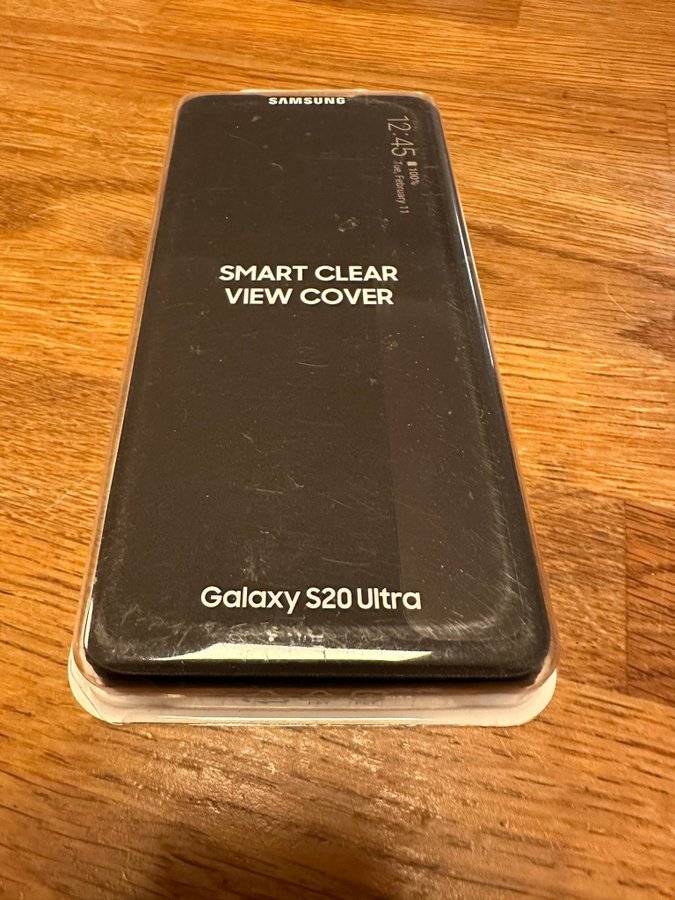 SAMSUNG
12:45 100%
Tue, February 11
SMART CLEAR
VIEW COVER
Galaxy S20 Ultra